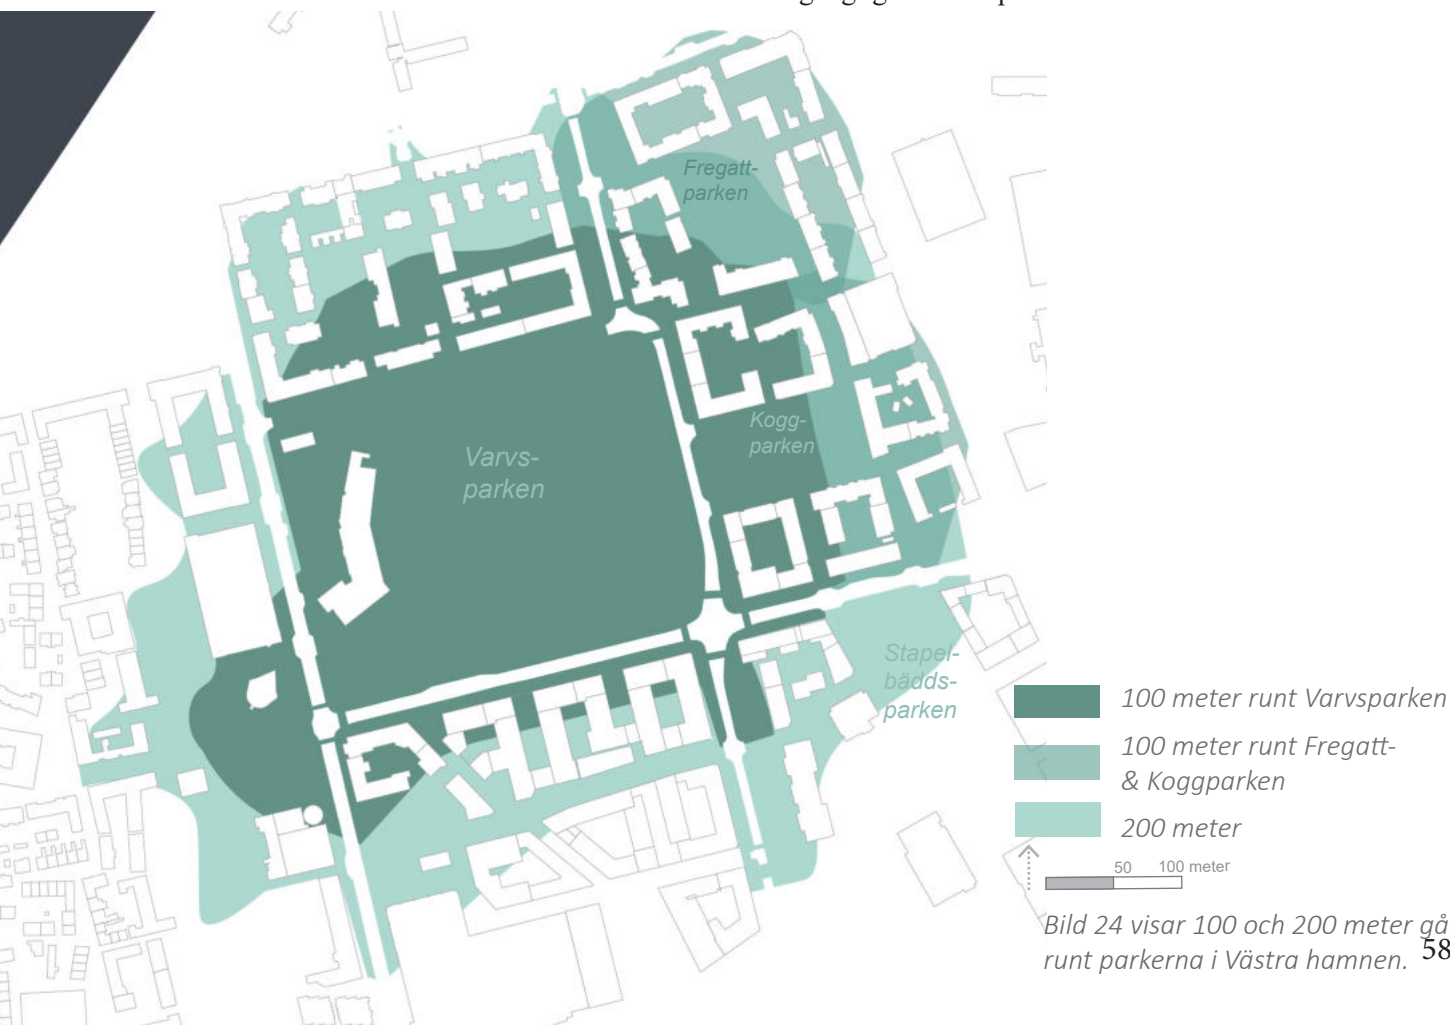 Fregatt-
parken
Kogg-
parken
Varvs-
parken
Stapel-
bädds-
parken
100 meter runt Varvsparken
100 meter runt Fregatt-
& Koggparken
200 meter
50 100 meter
Bild 24 visar 100 och 200 meter gå
runt parkerna i Västra hamnen.
58